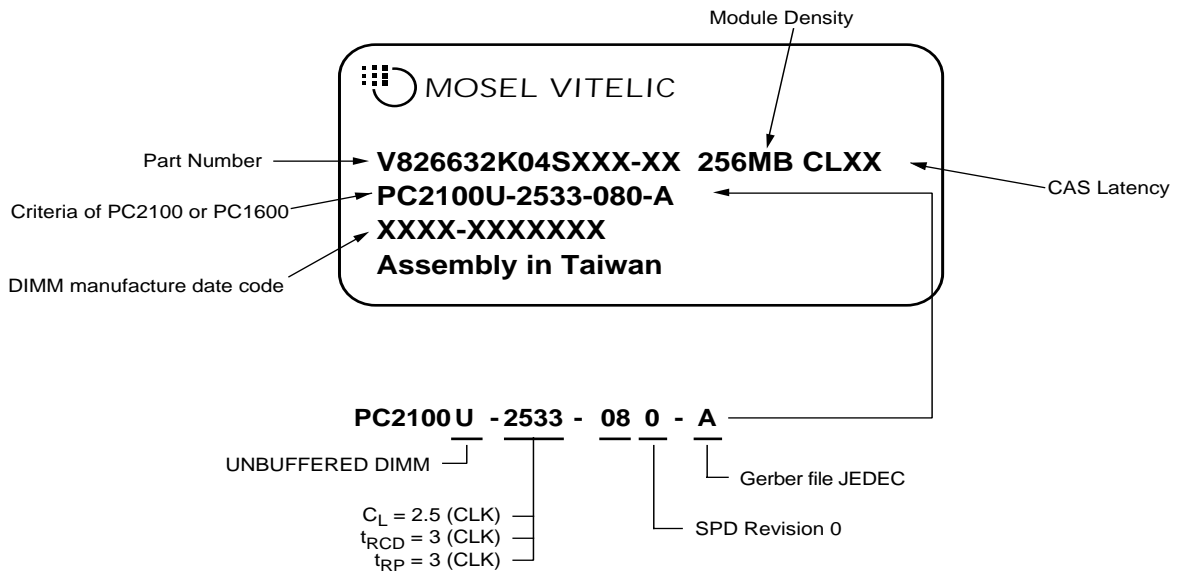 Module Density
MOSEL VITELIC
Part Number
V826632K04SXXX-XX 256MB CLXX
CAS Latency
Criteria of PC2100 or PC1600
PC2100U-2533-080-A
XXXX-XXXXXXX
DIMM manufacture date code
Assembly in Taiwan
PC2100 U - 2533 - 08 0 - A
UNBUFFERED DIMM
Gerber file JEDEC
CL = 2.5 (CLK)
tRCD = 3 (CLK)
tRP = 3 (CLK)
SPD Revision 0